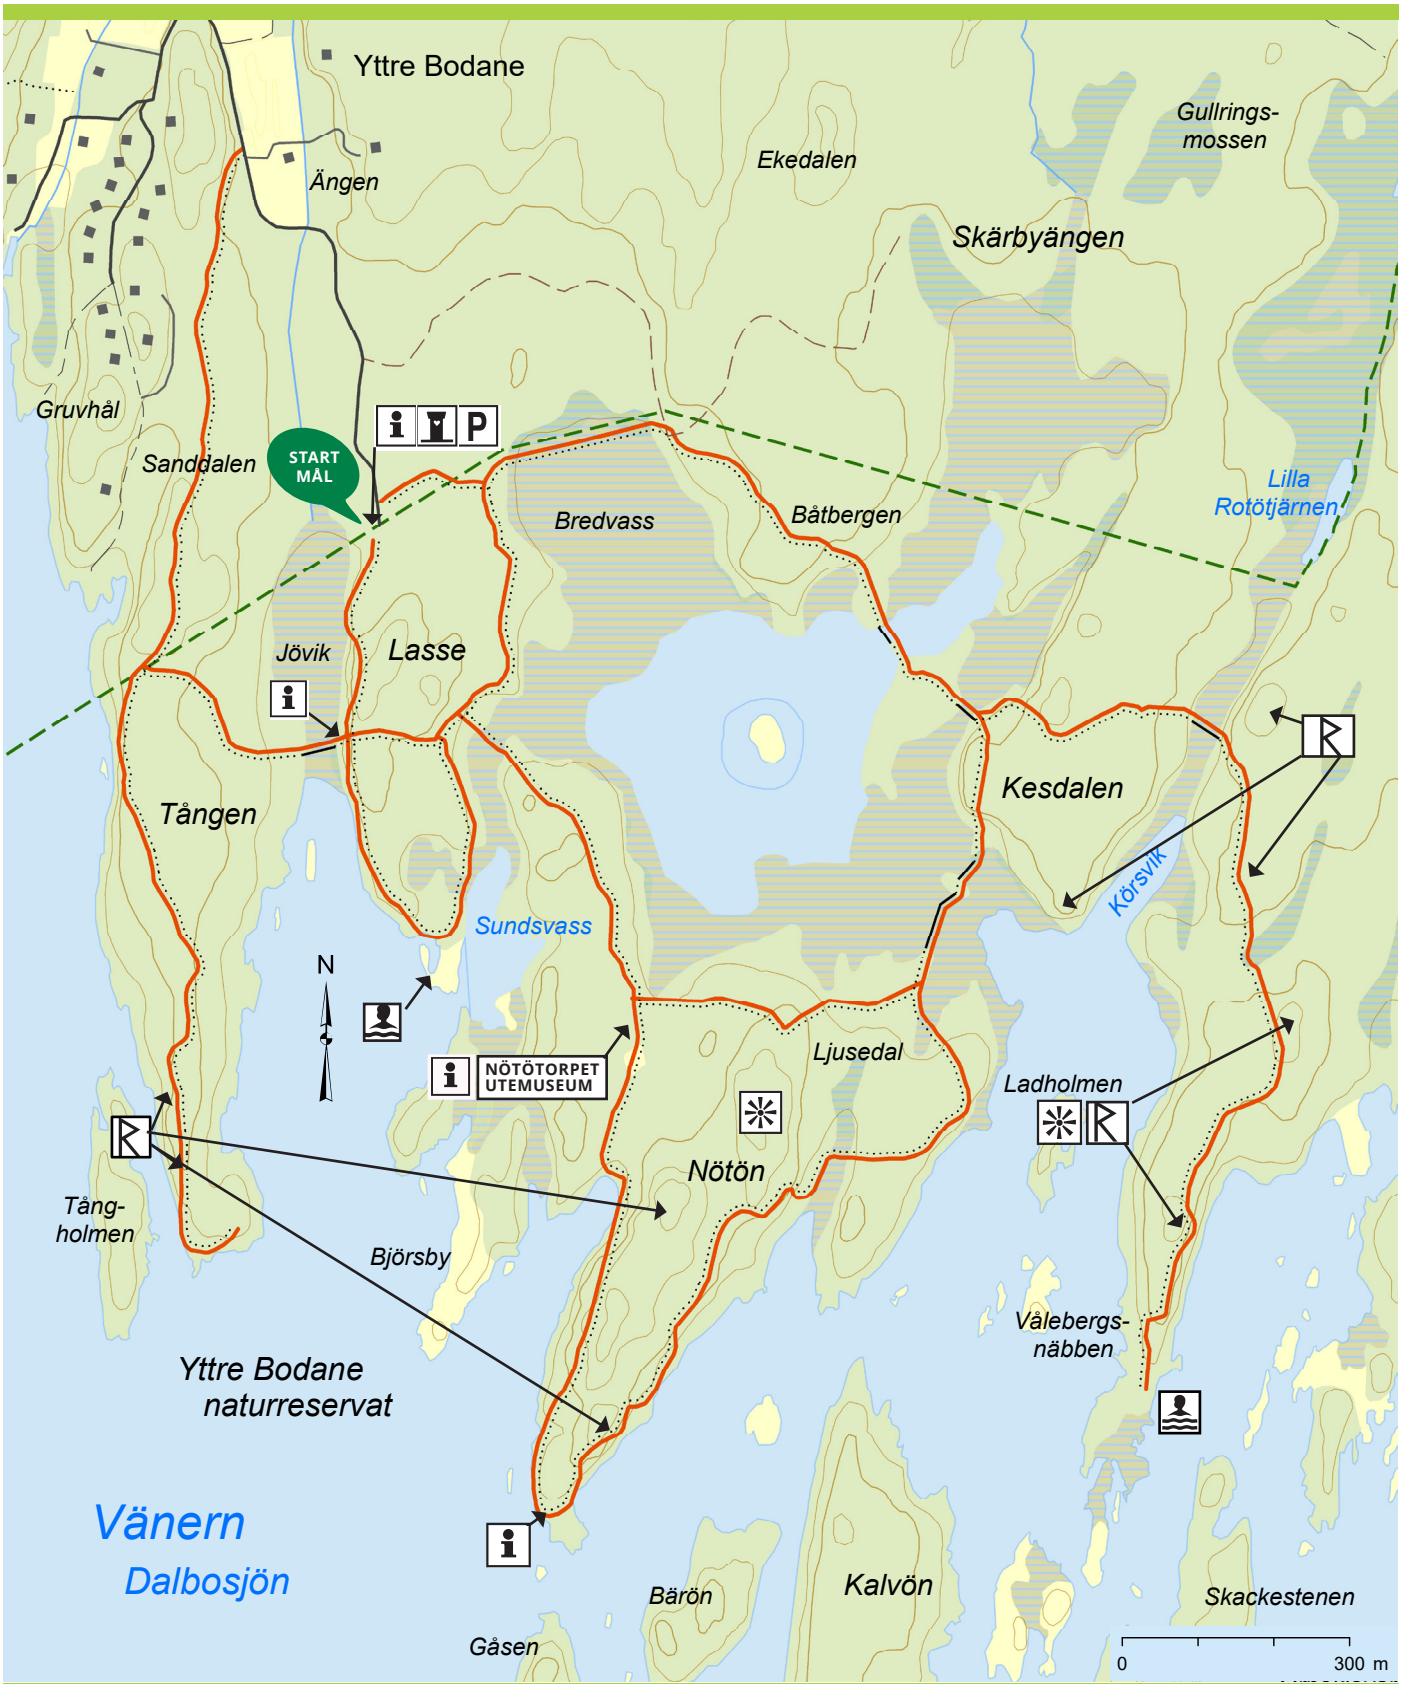 Yttre Bodane
Gullrings-
mossen
Ekedalen
Ängen
Skärbyängen
Gruvhål
i
P
START
MÅL
Sanddalen
Lilla
Rotötjärnen
Bredvass
Båtbergen
Jövik
Lasse
i
R
Kesdalen
Tången
Körsvik
Sundsvass
N
Ljusedal
i
NÖTÖTORPET
UTEMUSEUM
Ladholmen
R
R
Nötön
Tång-
holmen
Björsby
Vålebergs-
näbben
Yttre Bodane
naturreservat
Vänern
i
Dalbosjön
Bärön
Kalvön
Skackestenen
Gåsen
0
300 m